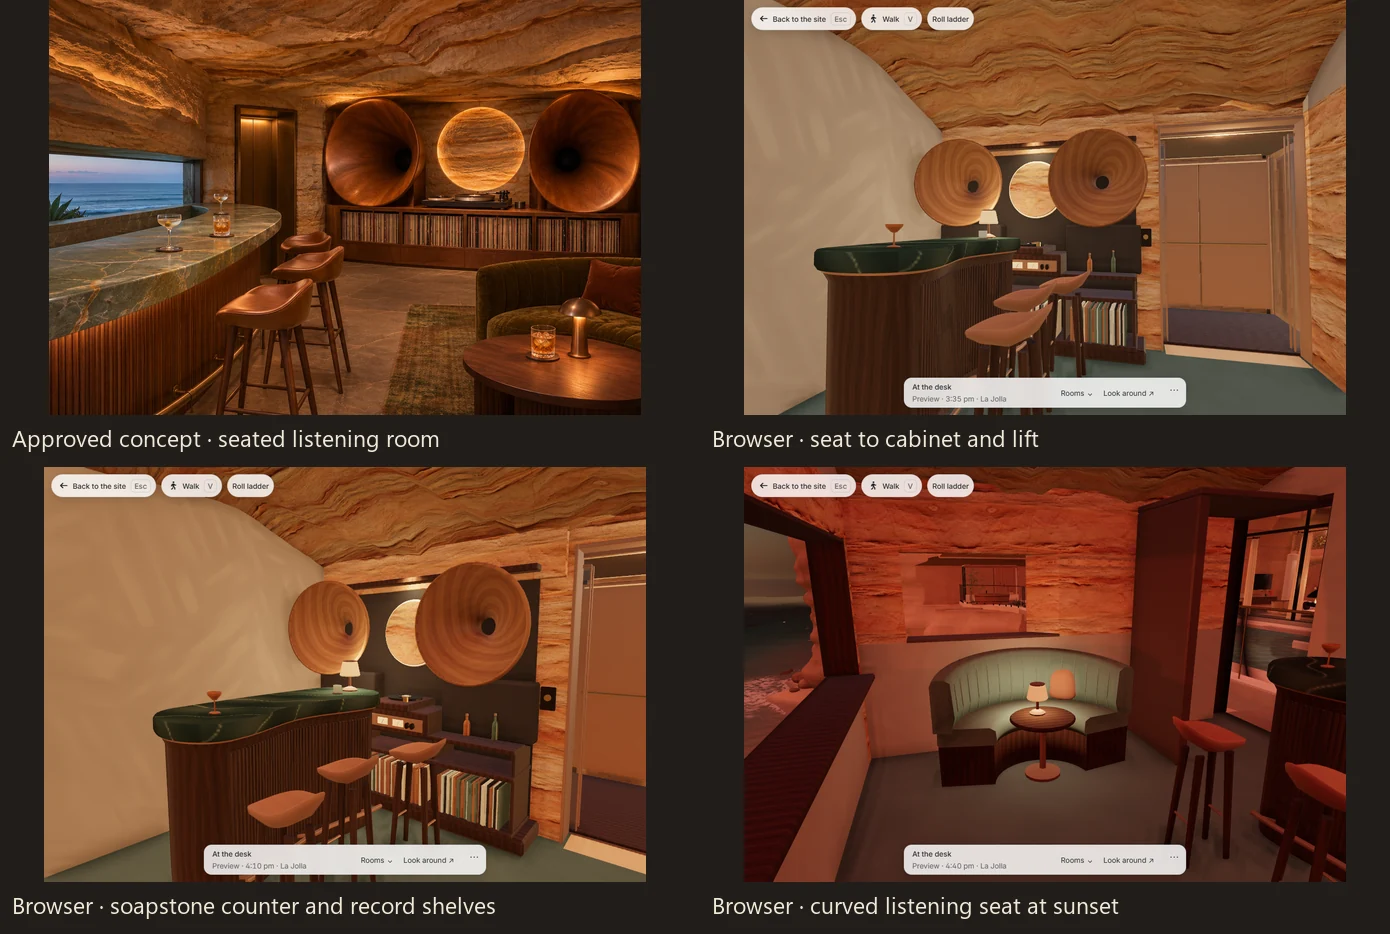 ← Back to the site Esc Walk V Roll ladder
At the desk
Preview · 3:35 pm · La Jolla
Rooms Look around ↗ ···
Approved concept · seated listening room
Browser · seat to cabinet and lift
← Back to the site Esc Walk V Roll ladder
At the desk
Preview · 4:10 pm · La Jolla
Rooms Look around ↗ ···
← Back to the site Esc Walk V Roll ladder
At the desk
Preview · 4:40 pm · La Jolla
Rooms Look around ↗ ···
Browser · soapstone counter and record shelves
Browser · curved listening seat at sunset